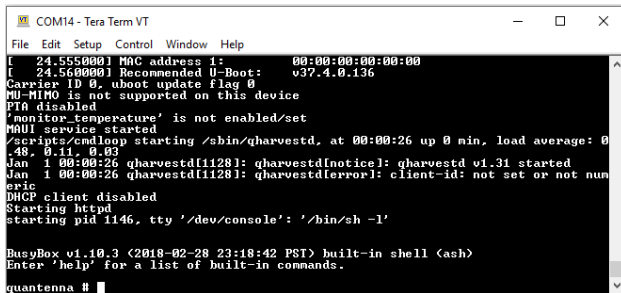 COM14 - Tera Term VT
File Edit Setup Control Window Help
[   24.555000] MAC address 1:          00:00:00:00:00:00
[   24.560000] Recommended U-Boot:    v37.4.0.136
Carrier ID 0, uboot update flag 0
MU-MIMO is not supported on this device
PTA disabled
'monitor_temperature' is not enabled/set
MAUI service started
/scripts/cmdloop starting /sbin/qharvestd, at 00:00:26 up 0 min, load average: 0
.48, 0.11, 0.03
Jan  1 00:00:26 qharvestd[1128]: qharvestd[notice]: qharvestd v1.31 started
Jan  1 00:00:26 qharvestd[1128]: qharvestd[error]: client-id: not set or not num
eric
DHCP client disabled
Starting httpd
starting pid 1146, tty '/dev/console': '/bin/sh -l'
BusyBox v1.10.3 (2018-02-28 23:18:42 PST) built-in shell (ash)
Enter 'help' for a list of built-in commands.
quantenna #